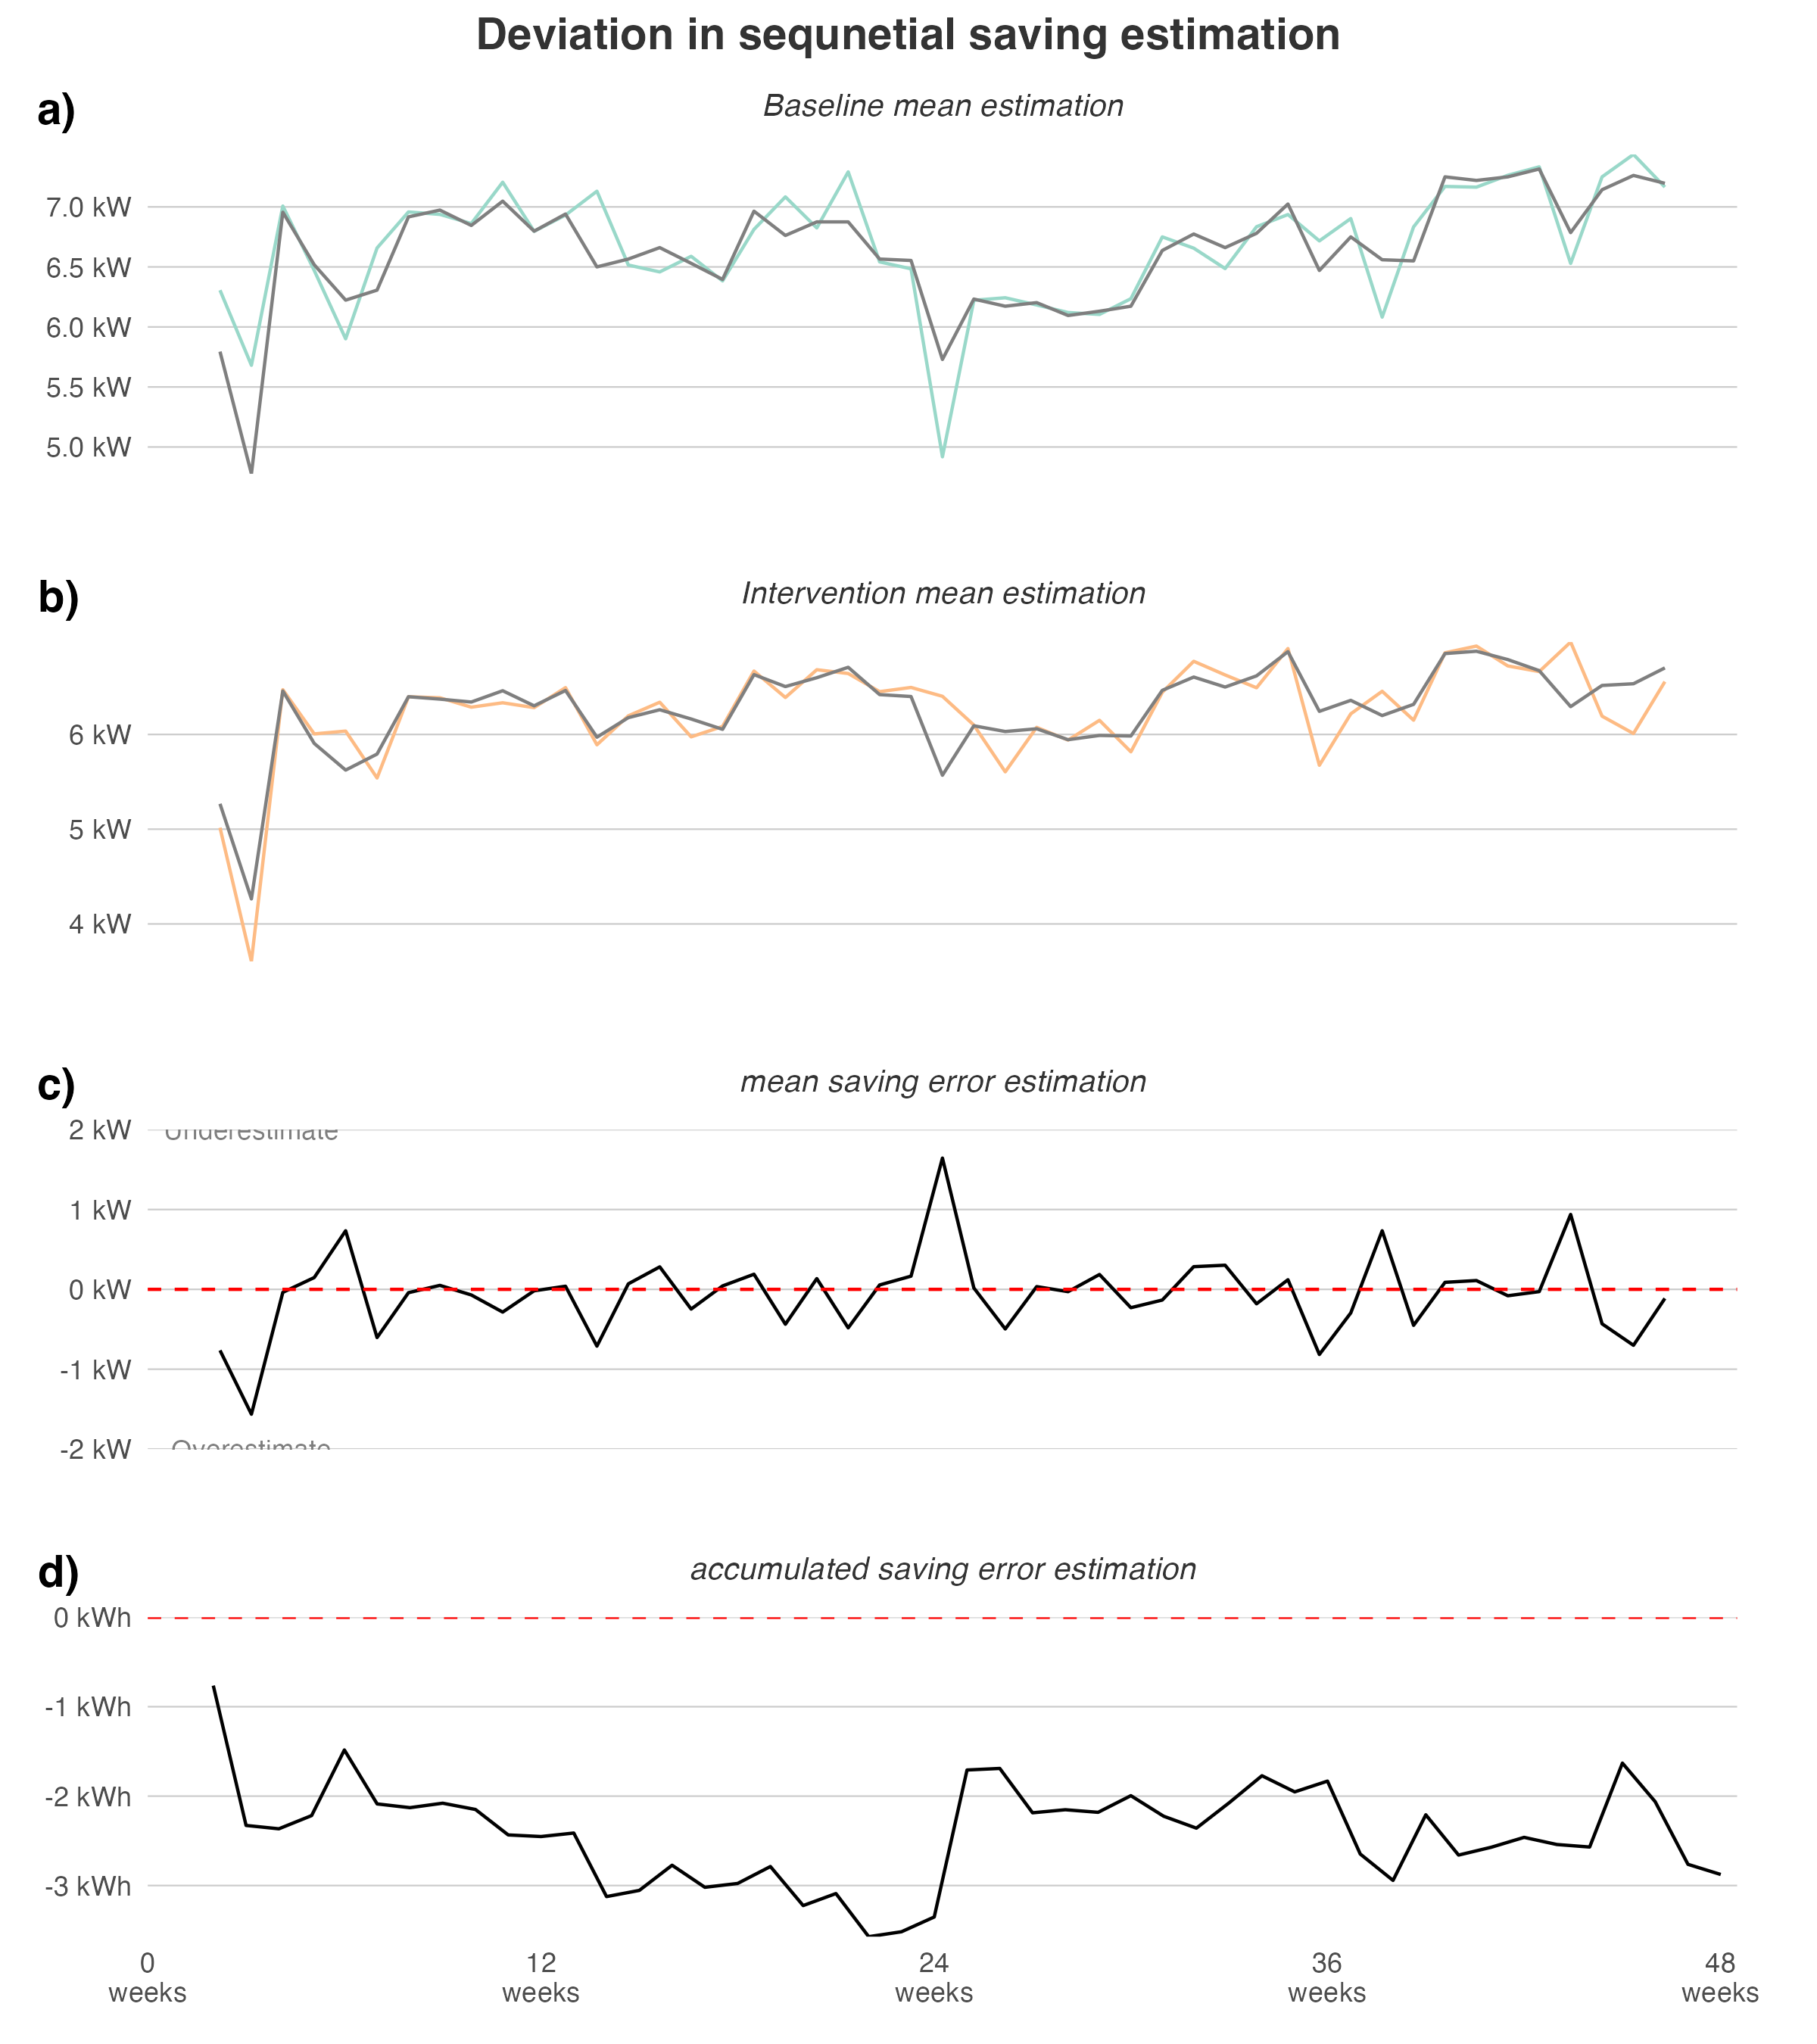 Deviation in sequnetial saving estimation
a)
Baseline mean estimation
7.0 kW
6.5 kW
6.0 kW
5.5 kW
5.0 kW
b)
Intervention mean estimation
6 kW
5 kW
4 kW
c)
mean saving error estimation
2 kW
Underestimate
1 kW
0 kW
-1 kW
Overestimate
-2 kW
d)
accumulated saving error estimation
0 kWh
-1 kWh
-2 kWh
-3 kWh
0 weeks
12 weeks
24 weeks
36 weeks
48 weeks